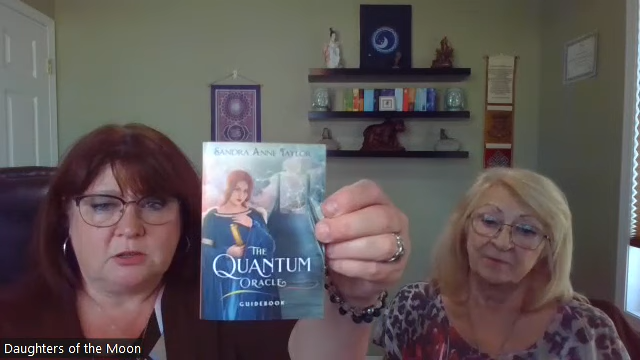 SANDRA ANNE TAYLOR
THE
QUANTUM
ORACLE
GUIDEBOOK
Daughters of the Moon